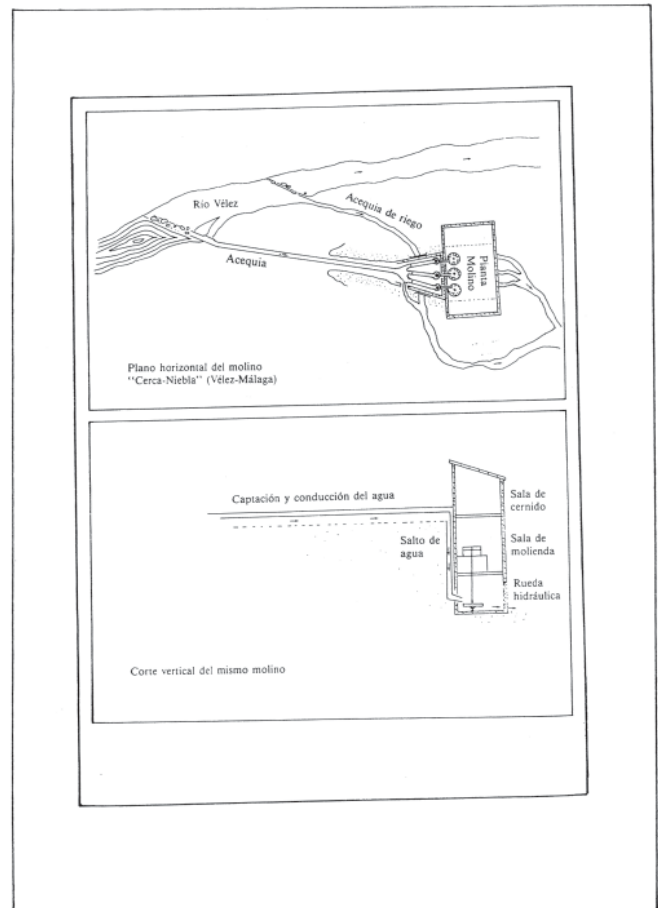 Río Vélez
Acequia de riego
Acequia
Planta
Molino
Plano horizontal del molino
"Cerca-Niebla" (Vélez-Málaga)
Captación y conducción del agua
Sala de
cernido
Salto de
agua
Sala de
molienda
Rueda
hidráulica
Corte vertical del mismo molino